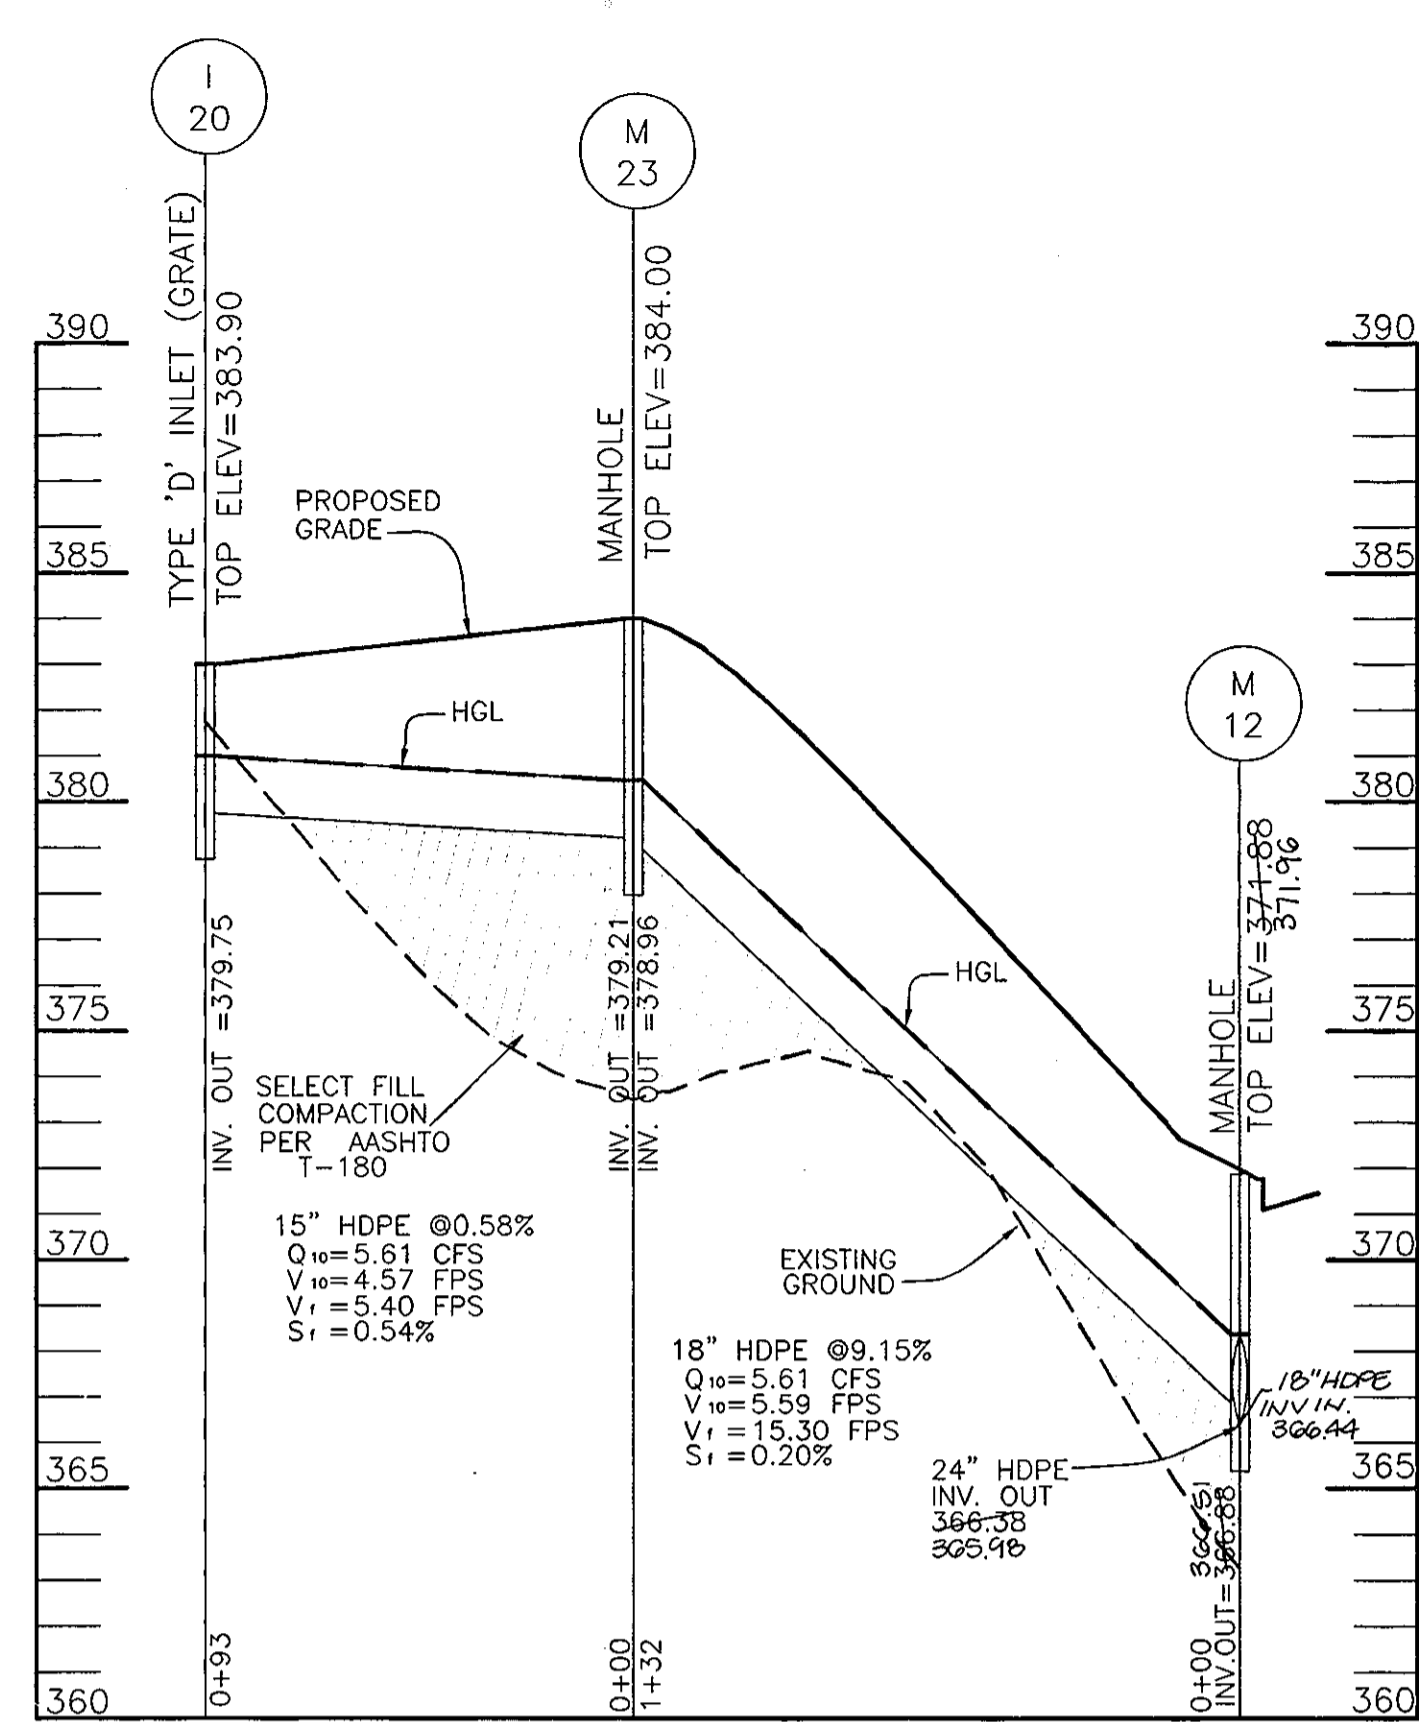 I
20
M
23
M
12
TYPE 'D' INLET (GRATE)
TOP ELEV=383.90
MANHOLE
TOP ELEV=384.00
MANHOLE
TOP ELEV=371.88
371.96
390
385
380
375
370
365
360
390
385
380
375
370
365
360
PROPOSED
GRADE
HGL
HGL
INV. OUT =379.75
INV. OUT =379.21
INV. OUT =378.96
SELECT FILL
COMPACTION
PER AASHTO
T-180
15" HDPE @0.58%
Q10=5.61 CFS
V10=4.57 FPS
Vf=5.40 FPS
Sf=0.54%
EXISTING
GROUND
18" HDPE @9.15%
Q10=5.61 CFS
V10=5.59 FPS
Vf=15.30 FPS
Sf=0.20%
18" HDPE
INV IN.
366.44
24" HDPE
INV. OUT
366.38
365.98
INV.OUT=366.88
0+93
0+00
1+32
0+00